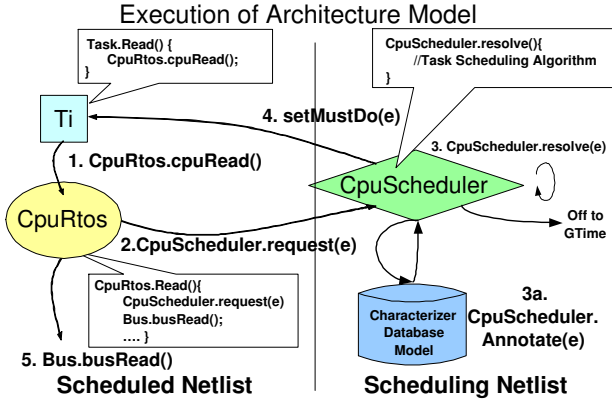 Execution of Architecture Model
Task.Read() {
CpuRtos.cpuRead();
}
CpuScheduler.resolve(){
//Task Scheduling Algorithm
}
Ti
4. setMustDo(e)
3. CpuScheduler.resolve(e)
1. CpuRtos.cpuRead()
CpuScheduler
CpuRtos
Off to
GTime
2.CpuScheduler.request(e)
CpuRtos.Read(){
CpuScheduler.request(e)
Bus.busRead();
.... }
Characterizer
Database
Model
3a.
CpuScheduler.
Annotate(e)
5. Bus.busRead()
Scheduled Netlist
Scheduling Netlist